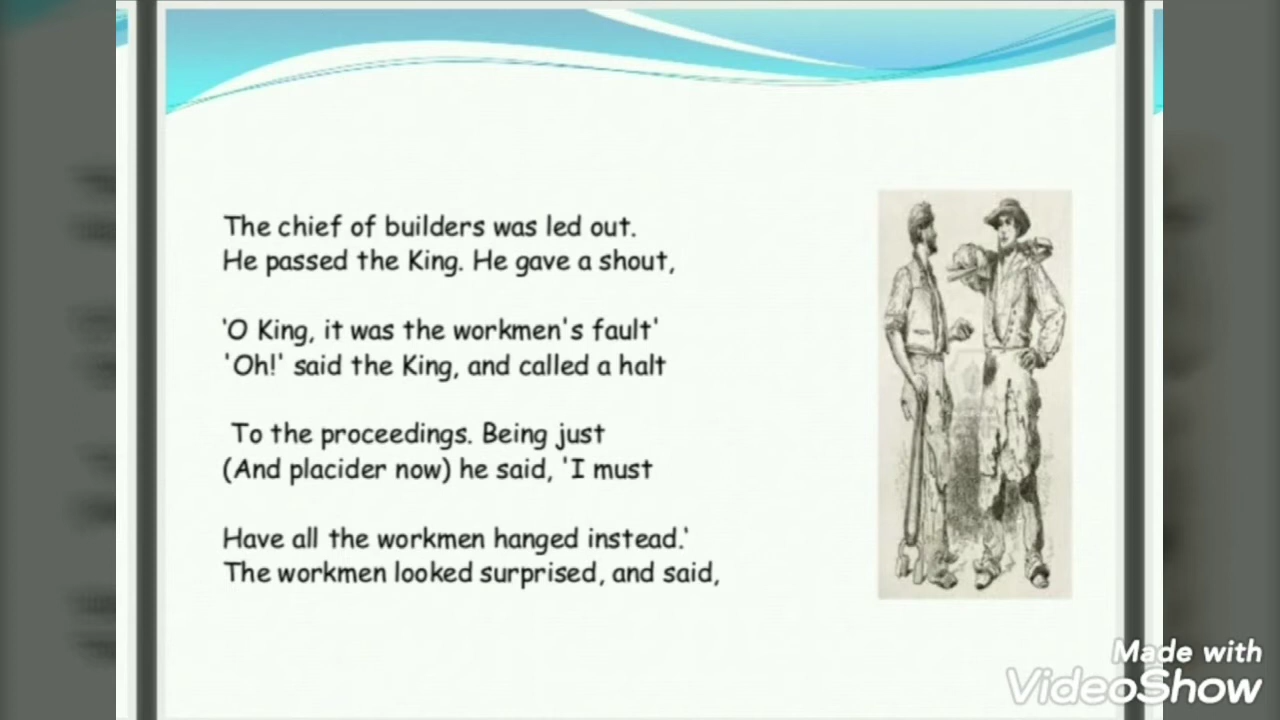 The chief of builders was led out.
He passed the King. He gave a shout,
'O King, it was the workmen's fault'
'Oh!' said the King, and called a halt
To the proceedings. Being just
(And placider now) he said, 'I must
Have all the workmen hanged instead.'
The workmen looked surprised, and said,
Made with
VideoShow